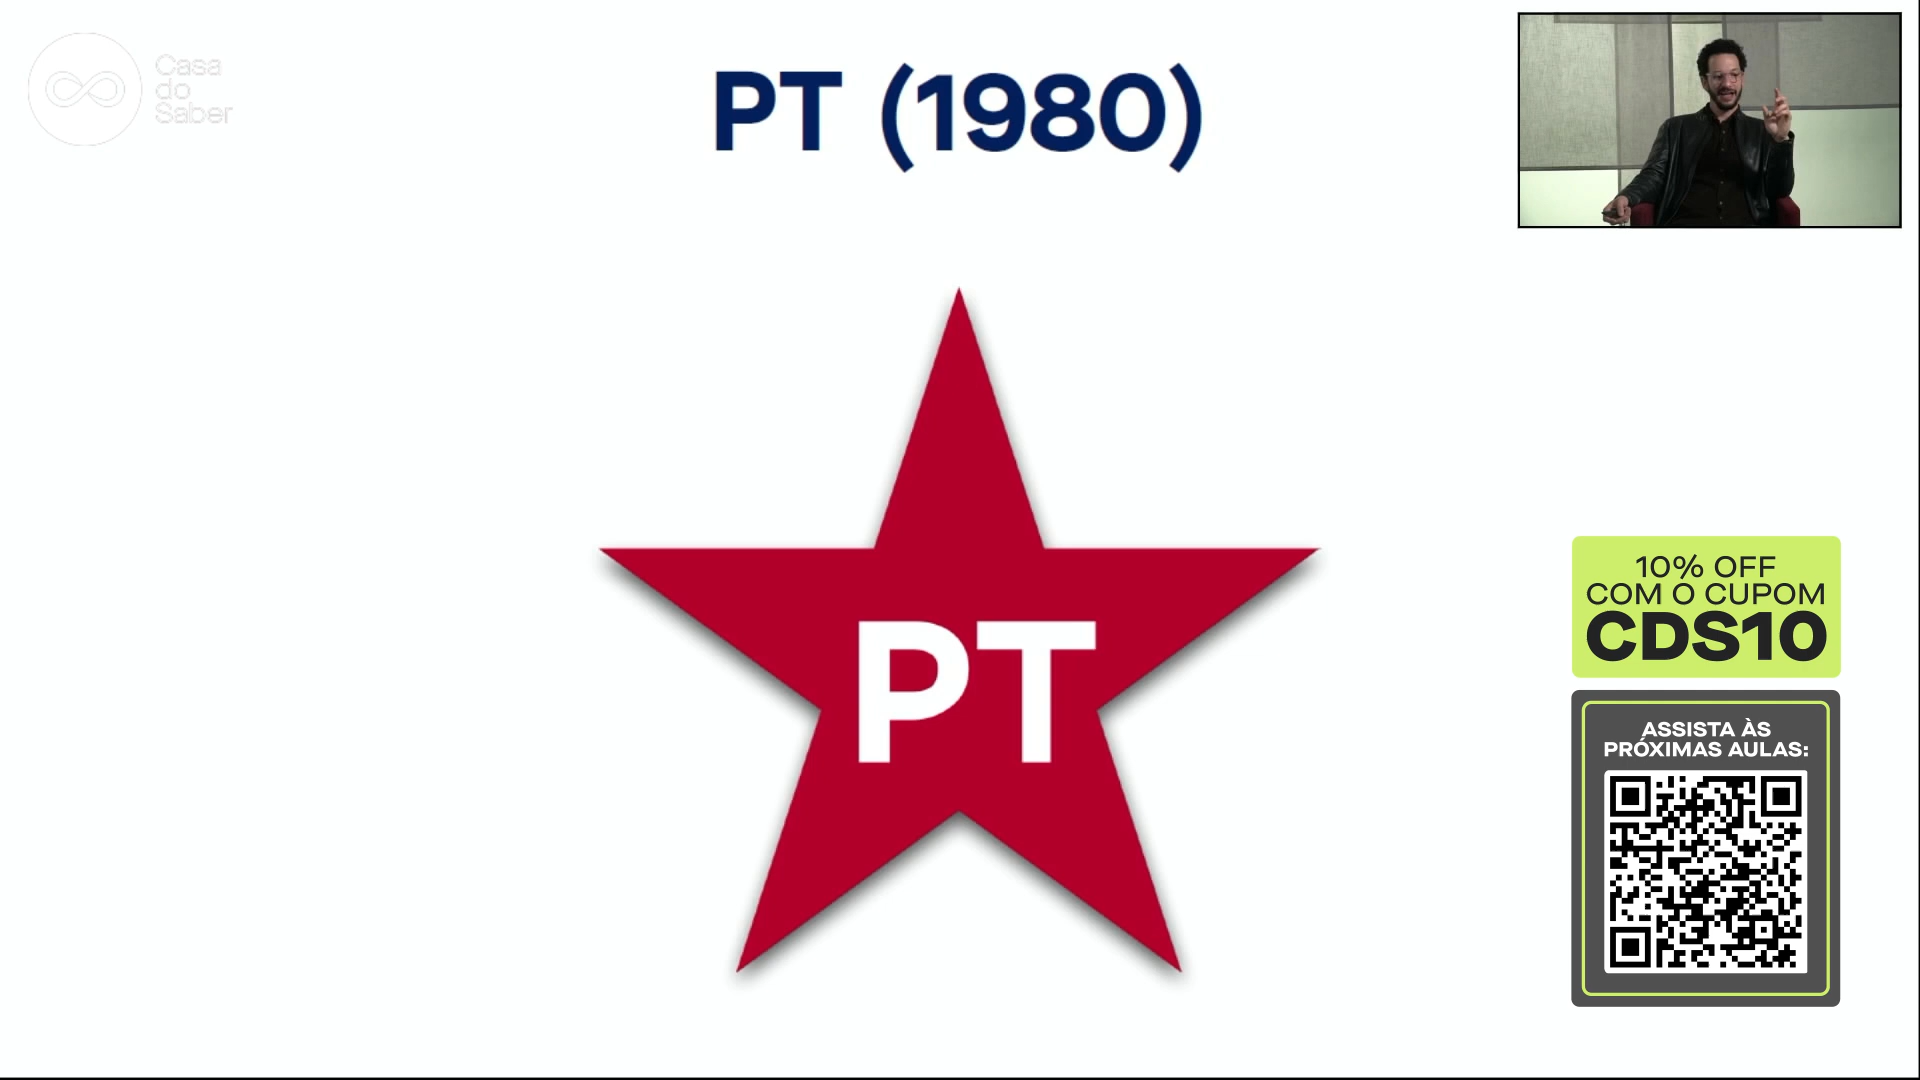 Casa
do
Saber
PT (1980)
PT
10% OFF
COM O CUPOM
CDS10
ASSISTA ÀS
PRÓXIMAS AULAS: